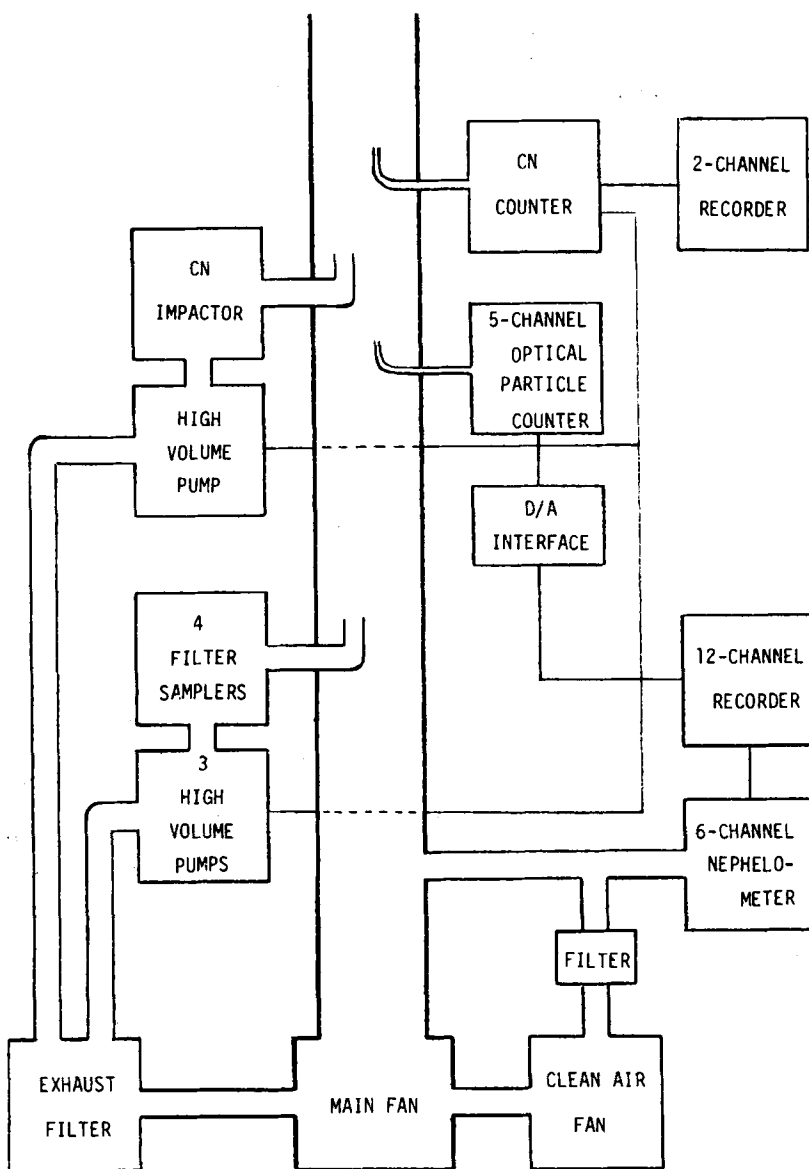 CN
COUNTER
2-CHANNEL
RECORDER
CN
IMPACTOR
5-CHANNEL
OPTICAL
PARTICLE
COUNTER
HIGH
VOLUME
PUMP
D/A
INTERFACE
4
FILTER
SAMPLERS
12-CHANNEL
RECORDER
3
HIGH
VOLUME
PUMPS
6-CHANNEL
NEPHELO-
METER
FILTER
EXHAUST
FILTER
MAIN FAN
CLEAN AIR
FAN